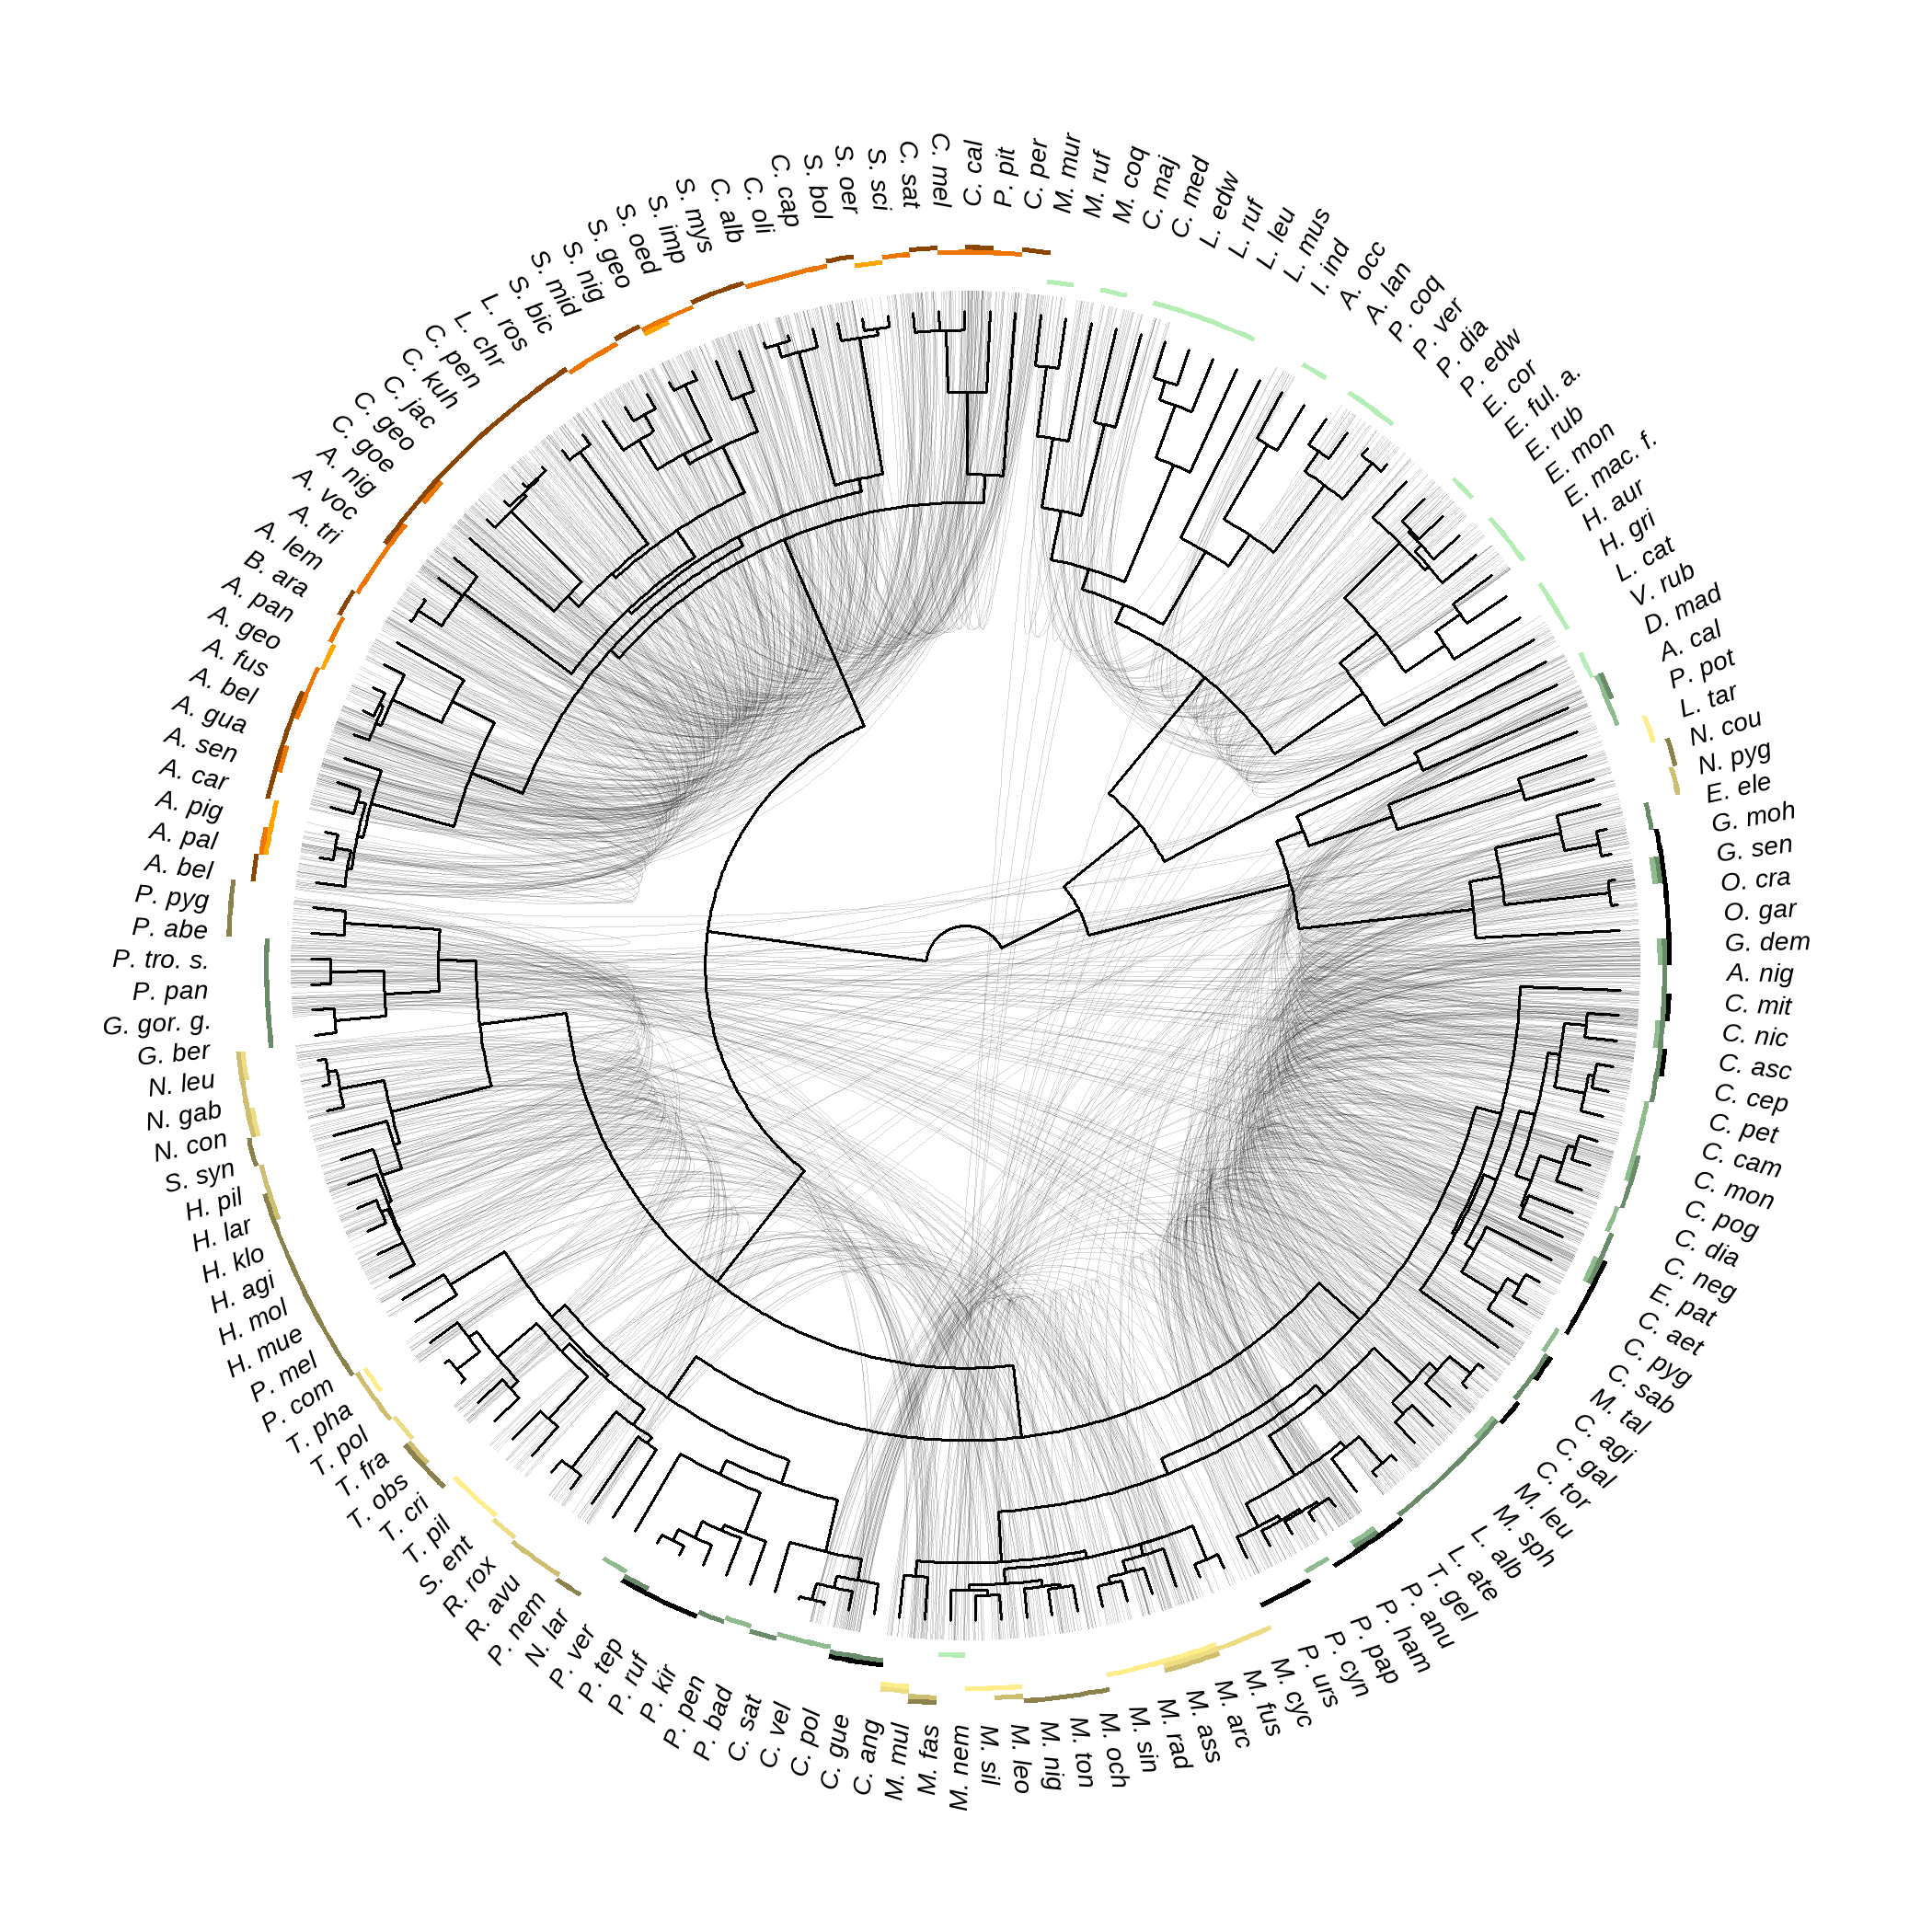 C. cal
P. pit
C. per
M. mur
M. ruf
M. coq
C. maj
C. med
L. edw
L. ruf
L. leu
L. mus
I. ind
A. occ
A. lan
P. coq
P. ver
P. dia
P. edw
E. cor
E. ful. a.
E. rub
E. mon
E. mac. f.
H. aur
H. gri
L. cat
V. rub
D. mad
A. cal
P. pot
L. tar
N. cou
N. pyg
E. ele
G. moh
G. sen
O. cra
O. gar
G. dem
A. nig
C. mit
C. nic
C. asc
C. cep
C. pet
C. cam
C. mon
C. pog
C. dia
C. neg
E. pat
C. aet
C. pyg
C. sab
M. tal
C. agi
C. gal
C. tor
M. leu
M. sph
L. alb
L. ate
T. gel
P. anu
P. ham
P. pap
P. cyn
P. urs
M. cyc
M. fus
M. arc
M. ass
M. rad
M. sin
M. och
M. ton
M. nig
M. leo
M. sil
M. nem
M. fas
M. mul
C. ang
C. gue
C. pol
C. vel
C. sat
P. bad
P. pen
P. kir
P. ruf
P. tep
P. ver
N. lar
P. nem
R. avu
R. rox
S. ent
T. pil
T. cri
T. obs
T. fra
T. pol
T. pha
P. com
P. mel
H. mue
H. mol
H. agi
H. klo
H. lar
H. pil
S. syn
N. con
N. gab
N. leu
G. ber
G. gor. g.
P. pan
P. tro. s.
P. abe
P. pyg
A. bel
A. pal
A. pig
A. car
A. sen
A. gua
A. bel
A. fus
A. geo
A. pan
B. ara
A. lem
A. tri
A. voc
A. nig
C. goe
C. geo
C. jac
C. kuh
C. pen
L. chr
L. ros
S. bic
S. mid
S. nig
S. geo
S. oed
S. imp
S. mys
C. alb
C. oli
C. cap
S. bol
S. oer
S. sci
C. sat
C. mel